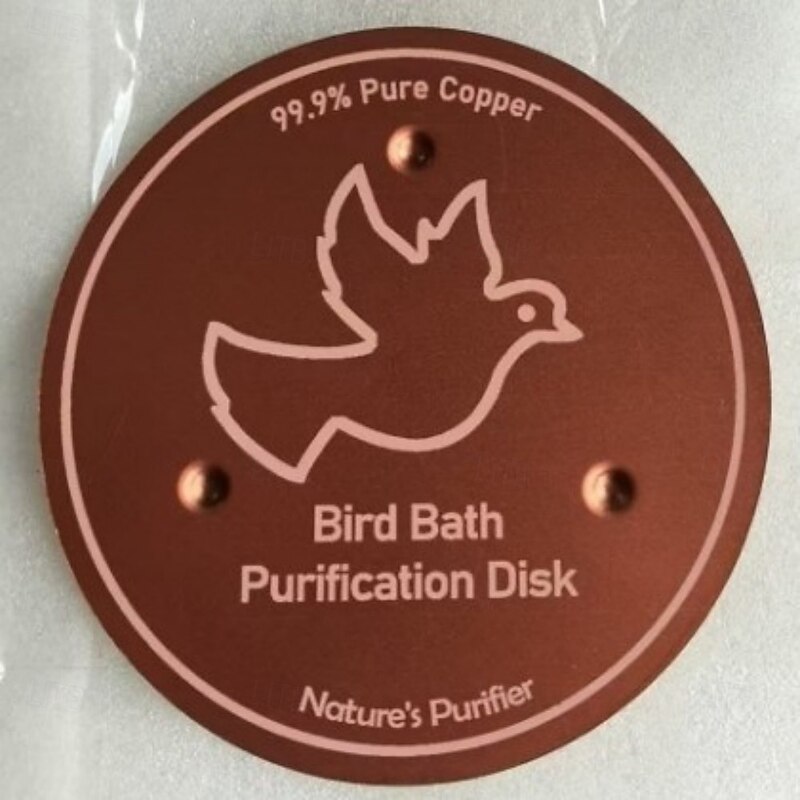 99.9% Pure Copper
Bird Bath
Purification Disk
Nature's Purifier